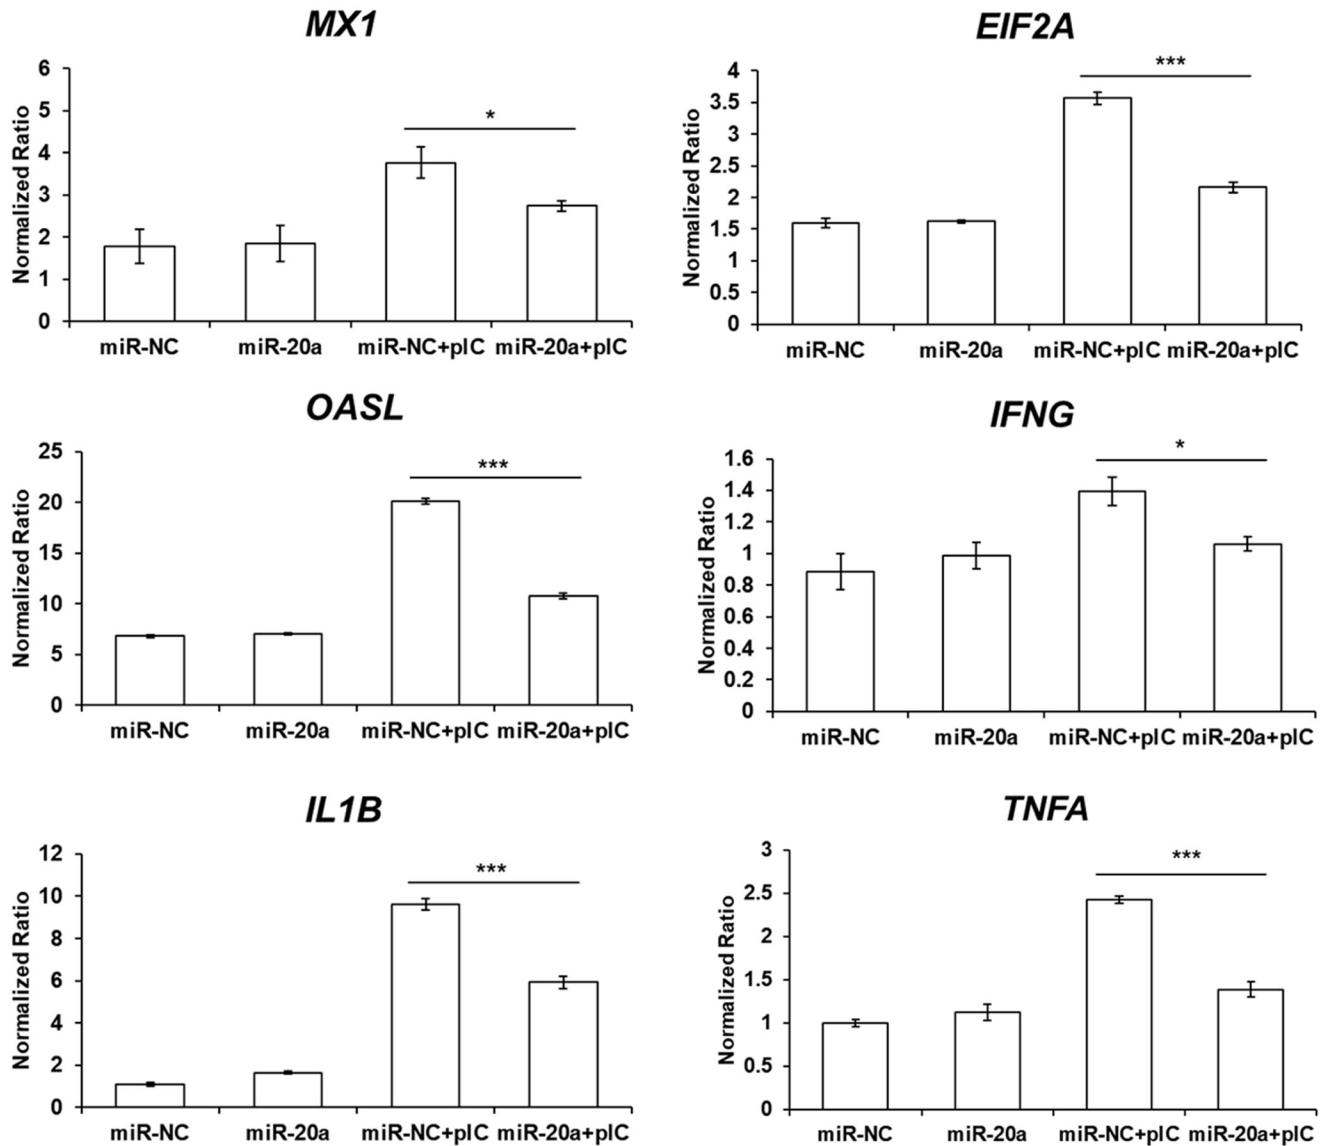 MX1
Normalized Ratio
6
5
4
3
2
1
0
*
miR-NC miR-20a miR-NC+pIC miR-20a+pIC
EIF2A
Normalized Ratio
4
3.5
3
2.5
2
1.5
1
0.5
0
***
miR-NC miR-20a miR-NC+pIC miR-20a+pIC
OASL
Normalized Ratio
25
20
15
10
5
0
***
miR-NC miR-20a miR-NC+pIC miR-20a+pIC
IFNG
Normalized Ratio
1.6
1.4
1.2
1
0.8
0.6
0.4
0.2
0
*
miR-NC miR-20a miR-NC+pIC miR-20a+pIC
IL1B
Normalized Ratio
12
10
8
6
4
2
0
***
miR-NC miR-20a miR-NC+pIC miR-20a+pIC
TNFA
Normalized Ratio
3
2.5
2
1.5
1
0.5
0
***
miR-NC miR-20a miR-NC+pIC miR-20a+pIC